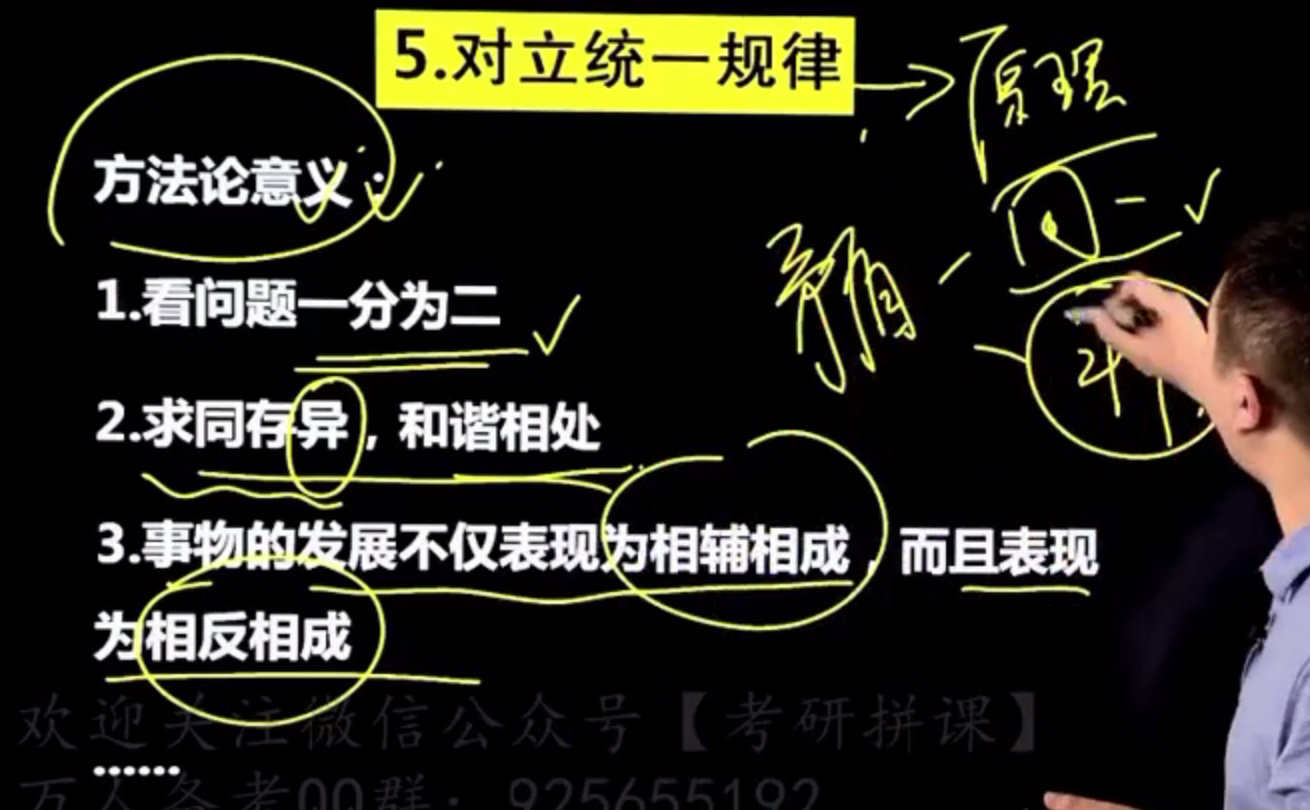 5.对立统一规律
原理
方法论意义：
同一
矛盾
斗
1.看问题一分为二
2.求同存异，和谐相处
3.事物的发展不仅表现为相辅相成，而且表现
为相反相成
欢迎关注微信公众号【考研拼课】
……
万人备考QQ群：925655192